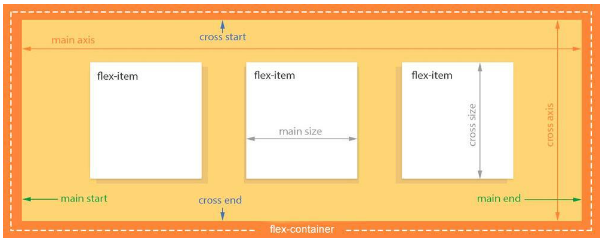 cross start
main axis
flex-item
flex-item
flex-item
main size
cross size
cross axis
main start
cross end
main end
flex-container